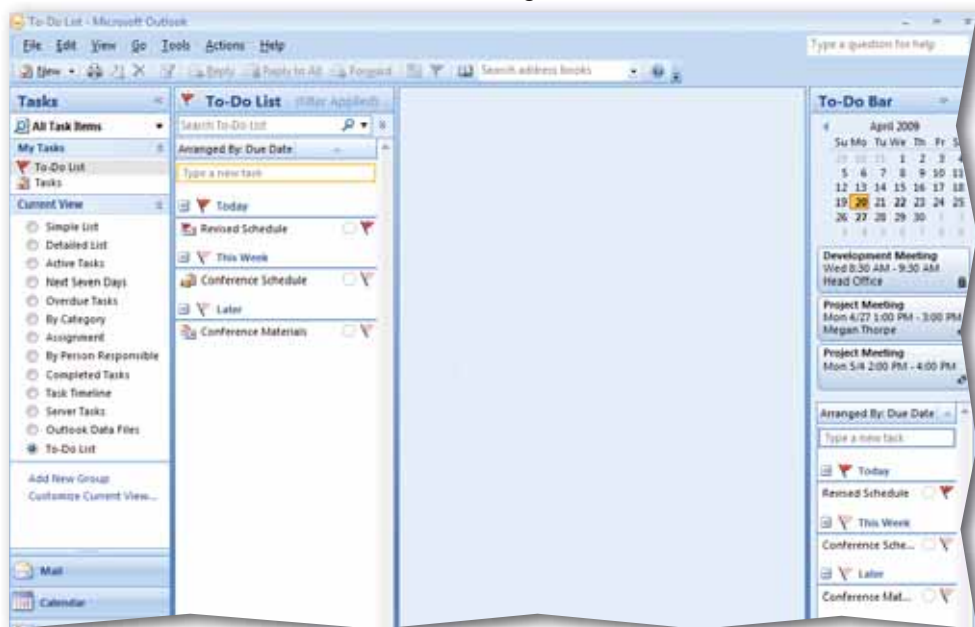 To-Do List - Microsoft Outlook
File Edit View Go Tools Actions Help
Type a question for help
New Reply Reply to All Forward Search address books
Tasks
All Task Items
My Tasks
To-Do List
Tasks
Current View
Simple List
Detailed List
Active Tasks
Next Seven Days
Overdue Tasks
By Category
Assignment
By Person Responsible
Completed Tasks
Task Timeline
Server Tasks
Outlook Data Files
To-Do List
Add New Group
Customize Current View...
Mail
Calendar
To-Do List (Filter Applied)
Search To-Do List
Arranged By: Due Date
Type a new task
Today
Revised Schedule
This Week
Conference Schedule
Later
Conference Materials
To-Do Bar
April 2009
Su Mo Tu We Th Fr S
29 30 31 1 2 3 4
5 6 7 8 9 10 11
12 13 14 15 16 17 18
19 20 21 22 23 24 25
26 27 28 29 30
Development Meeting
Wed 8:30 AM - 9:30 AM
Head Office
Project Meeting
Mon 4/27 1:00 PM - 3:00 PM
Megan Thorpe
Project Meeting
Mon 5/4 2:00 PM - 4:00 PM
Arranged By: Due Date
Type a new task
Today
Revised Schedule
This Week
Conference Sche...
Later
Conference Mat...